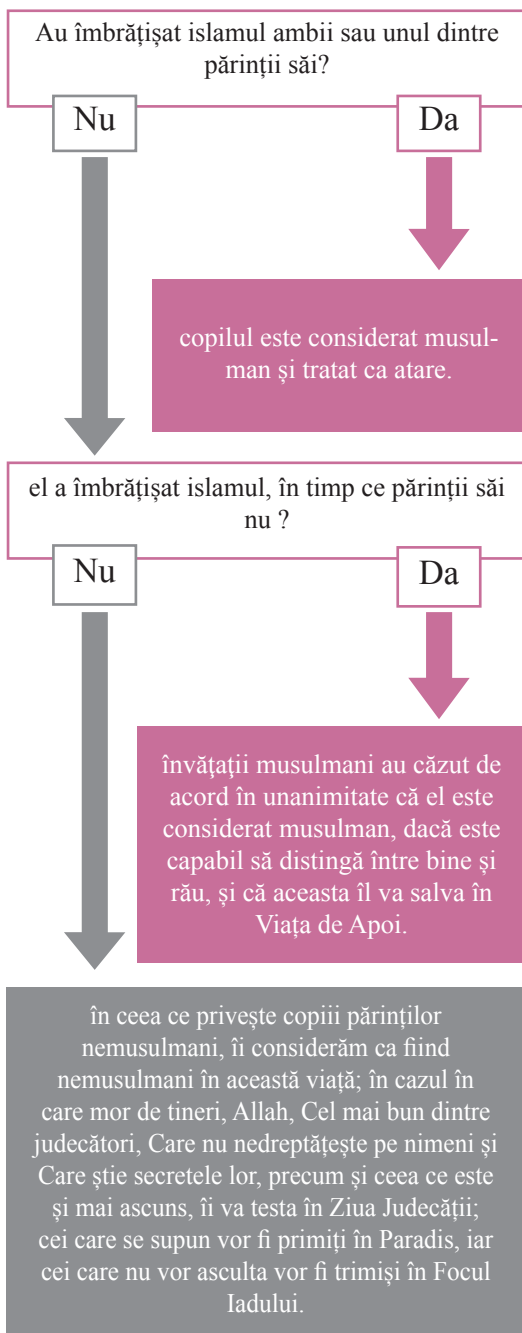 Au îmbrățișat islamul ambii sau unul dintre
părinții săi?
Nu
Da
copilul este considerat musul-
man și tratat ca atare.
el a îmbrățișat islamul, în timp ce părinții săi
nu ?
Nu
Da
învăţaţii musulmani au căzut de
acord în unanimitate că el este
considerat musulman, dacă este
capabil să distingă între bine și
rău, și că aceasta îl va salva în
Viața de Apoi.
în ceea ce privește copiii părinților
nemusulmani, îi considerăm ca fiind
nemusulmani în această viață; în cazul în
care mor de tineri, Allah, Cel mai bun dintre
judecători, Care nu nedreptățește pe nimeni și
Care știe secretele lor, precum și ceea ce este
și mai ascuns, îi va testa în Ziua Judecății;
cei care se supun vor fi primiți în Paradis, iar
cei care nu vor asculta vor fi trimiși în Focul
Iadului.